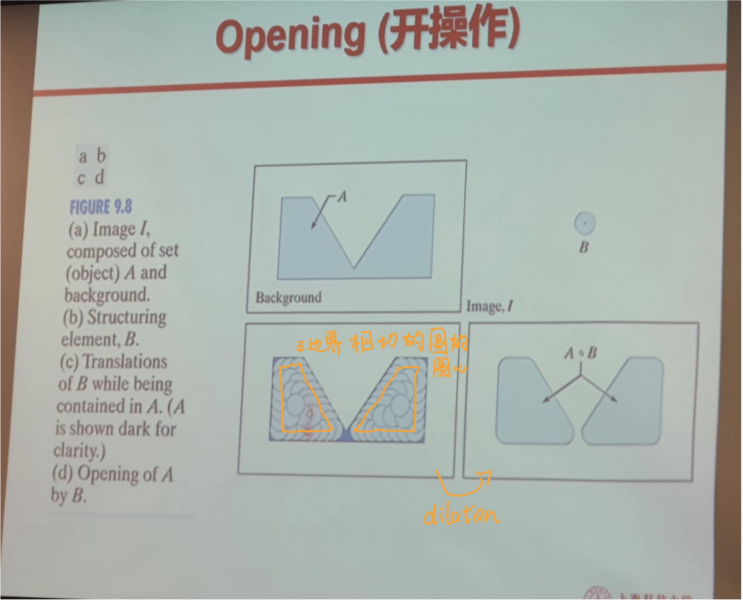 Opening (开操作)
a b
c d
FIGURE 9.8
(a) Image I,
composed of set
(object) A and
background.
(b) Structuring
element, B.
(c) Translations
of B while being
contained in A. (A
is shown dark for
clarity.)
(d) Opening of A
by B.
A
Background
B
Image, I
与边界相切的圆的
圆心
A ∘ B
dilation